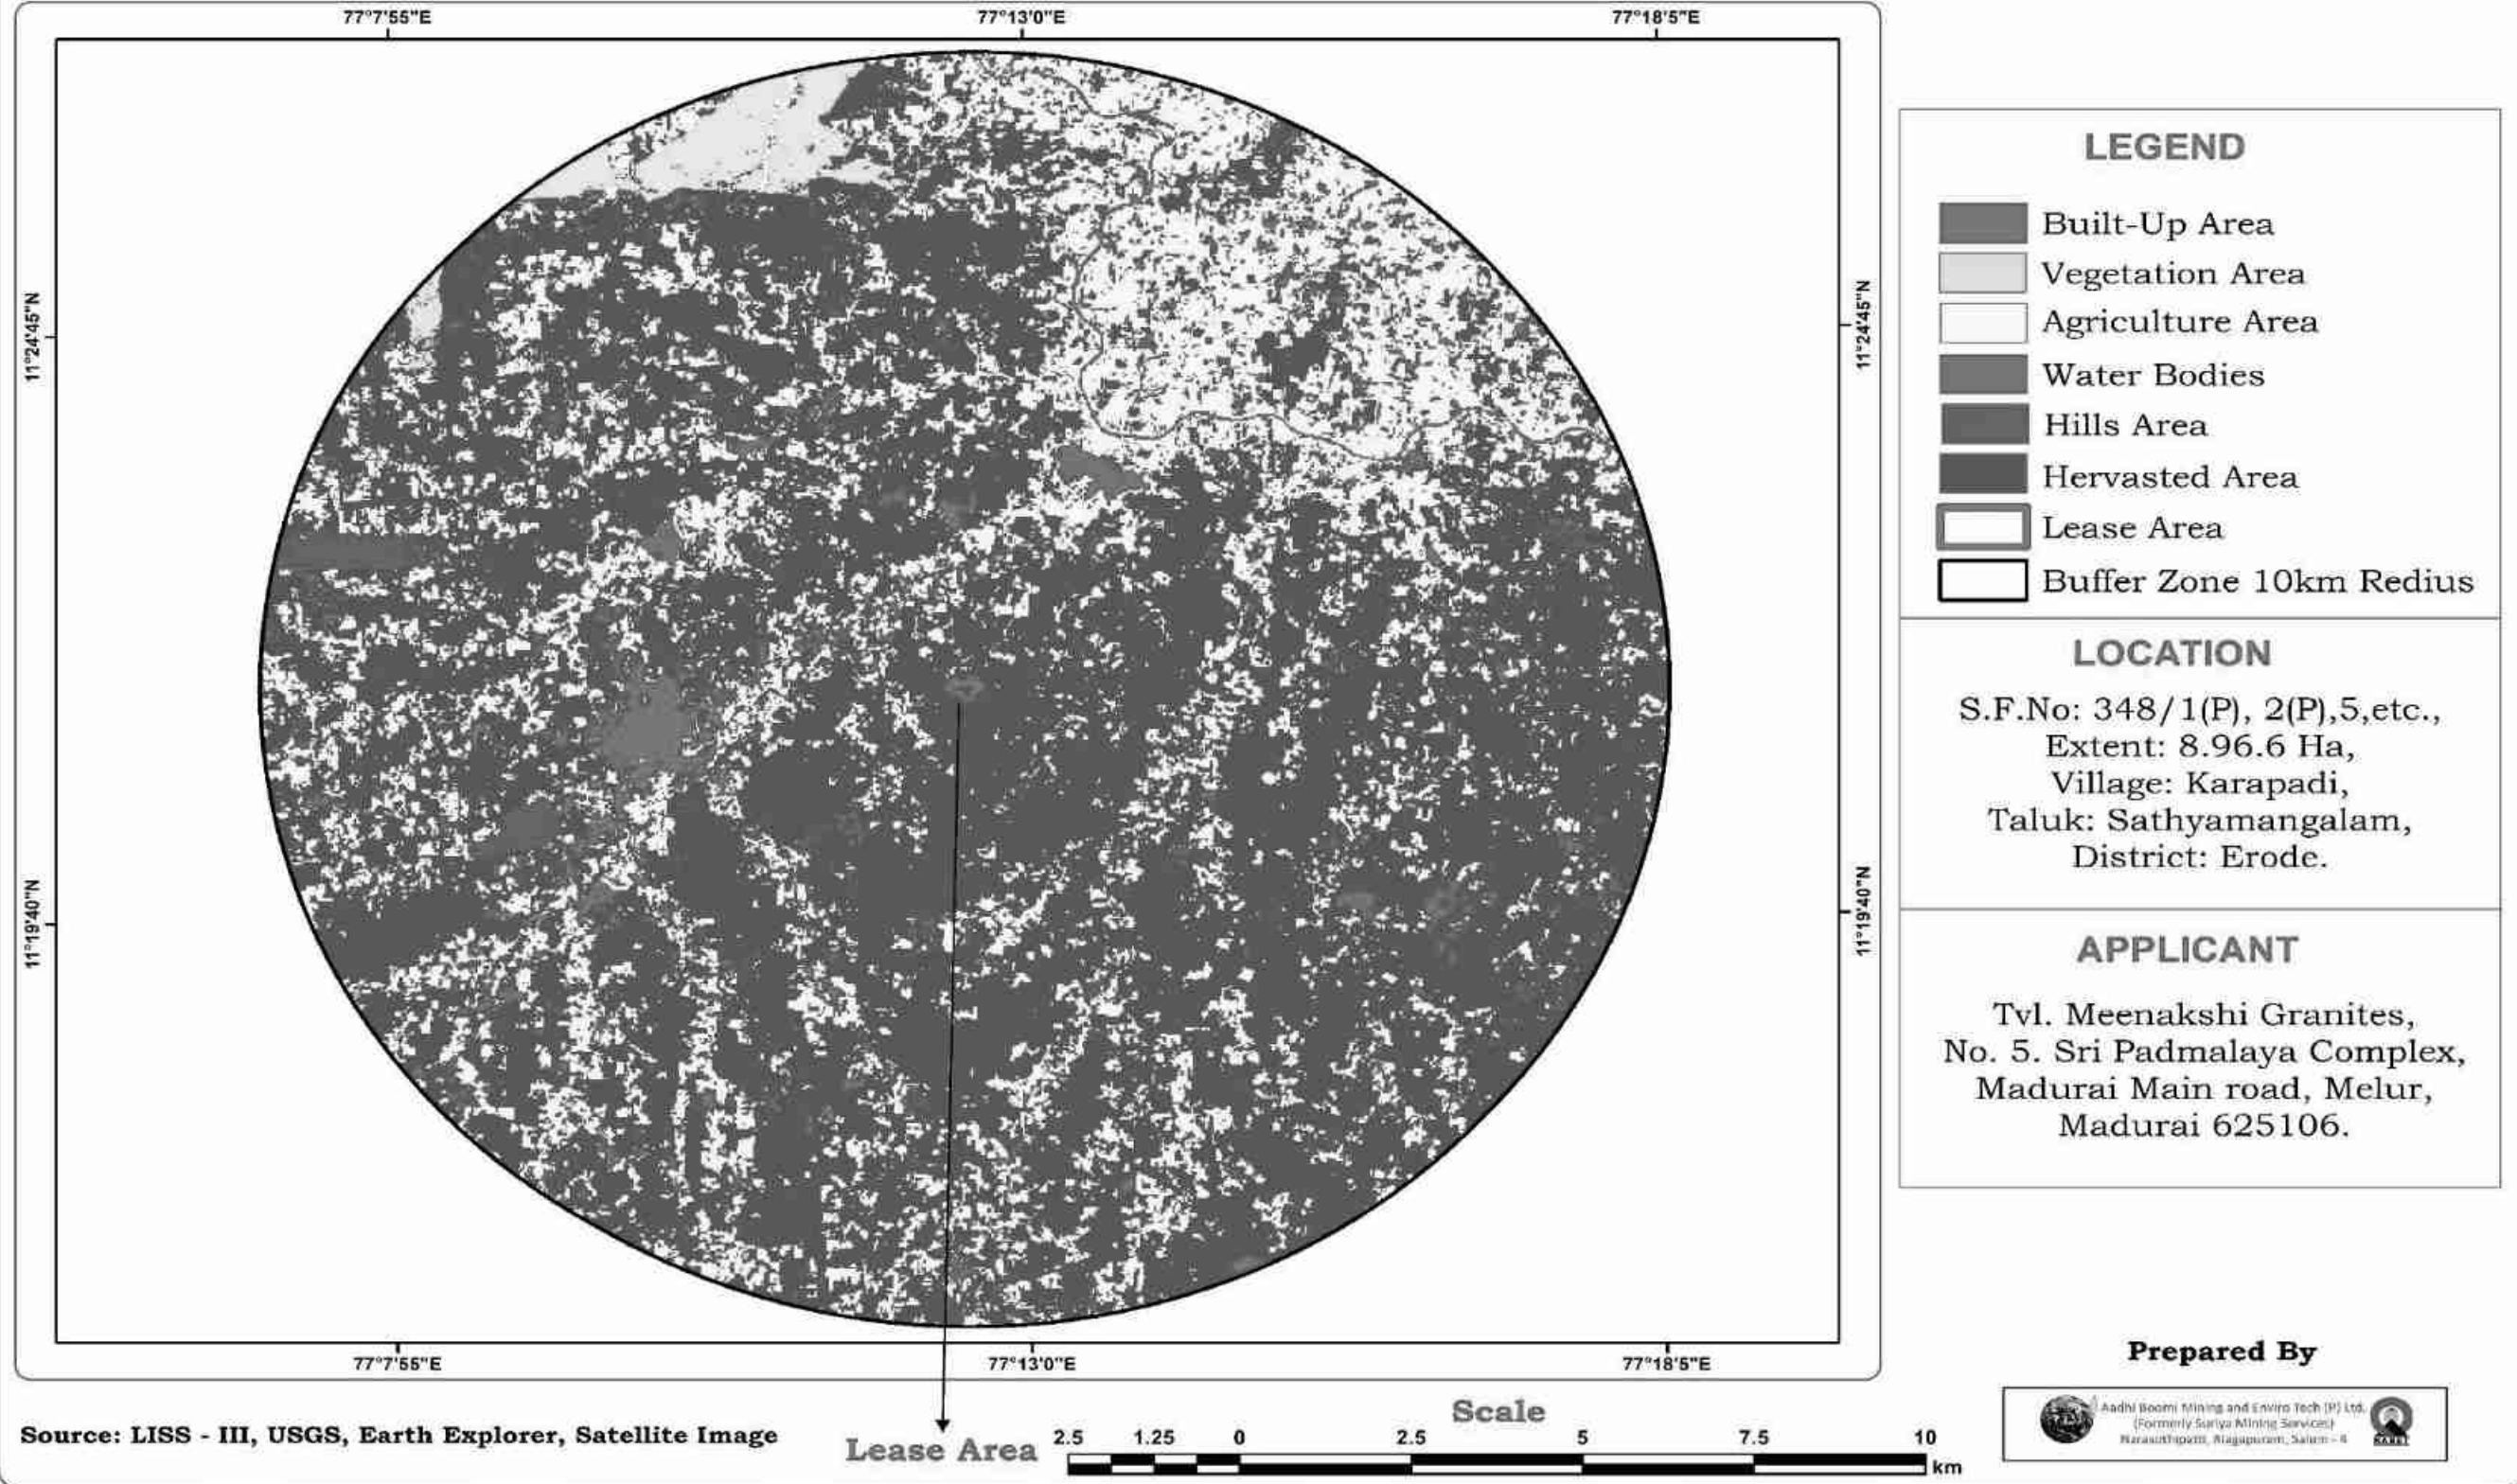 77°7'55"E
77°13'0"E
77°18'5"E
11°24'45"N
11°24'45"N
11°19'40"N
11°19'40"N
77°7'55"E
77°13'0"E
77°18'5"E
LEGEND
Built-Up Area
Vegetation Area
Agriculture Area
Water Bodies
Hills Area
Hervasted Area
Lease Area
Buffer Zone 10km Redius
LOCATION
S.F.No: 348/1(P), 2(P),5,etc.,
Extent: 8.96.6 Ha,
Village: Karapadi,
Taluk: Sathyamangalam,
District: Erode.
APPLICANT
Tvl. Meenakshi Granites,
No. 5. Sri Padmalaya Complex,
Madurai Main road, Melur,
Madurai 625106.
Prepared By
Aadhi Boomi Mining and Enviro Tech (P) Ltd.
(Formerly Suriya Mining Services)
Narasothipatti, Alagapuram, Salem - 4
NABET
Source: LISS - III, USGS, Earth Explorer, Satellite Image
Lease Area
Scale
2.5 1.25 0 2.5 5 7.5 10
km